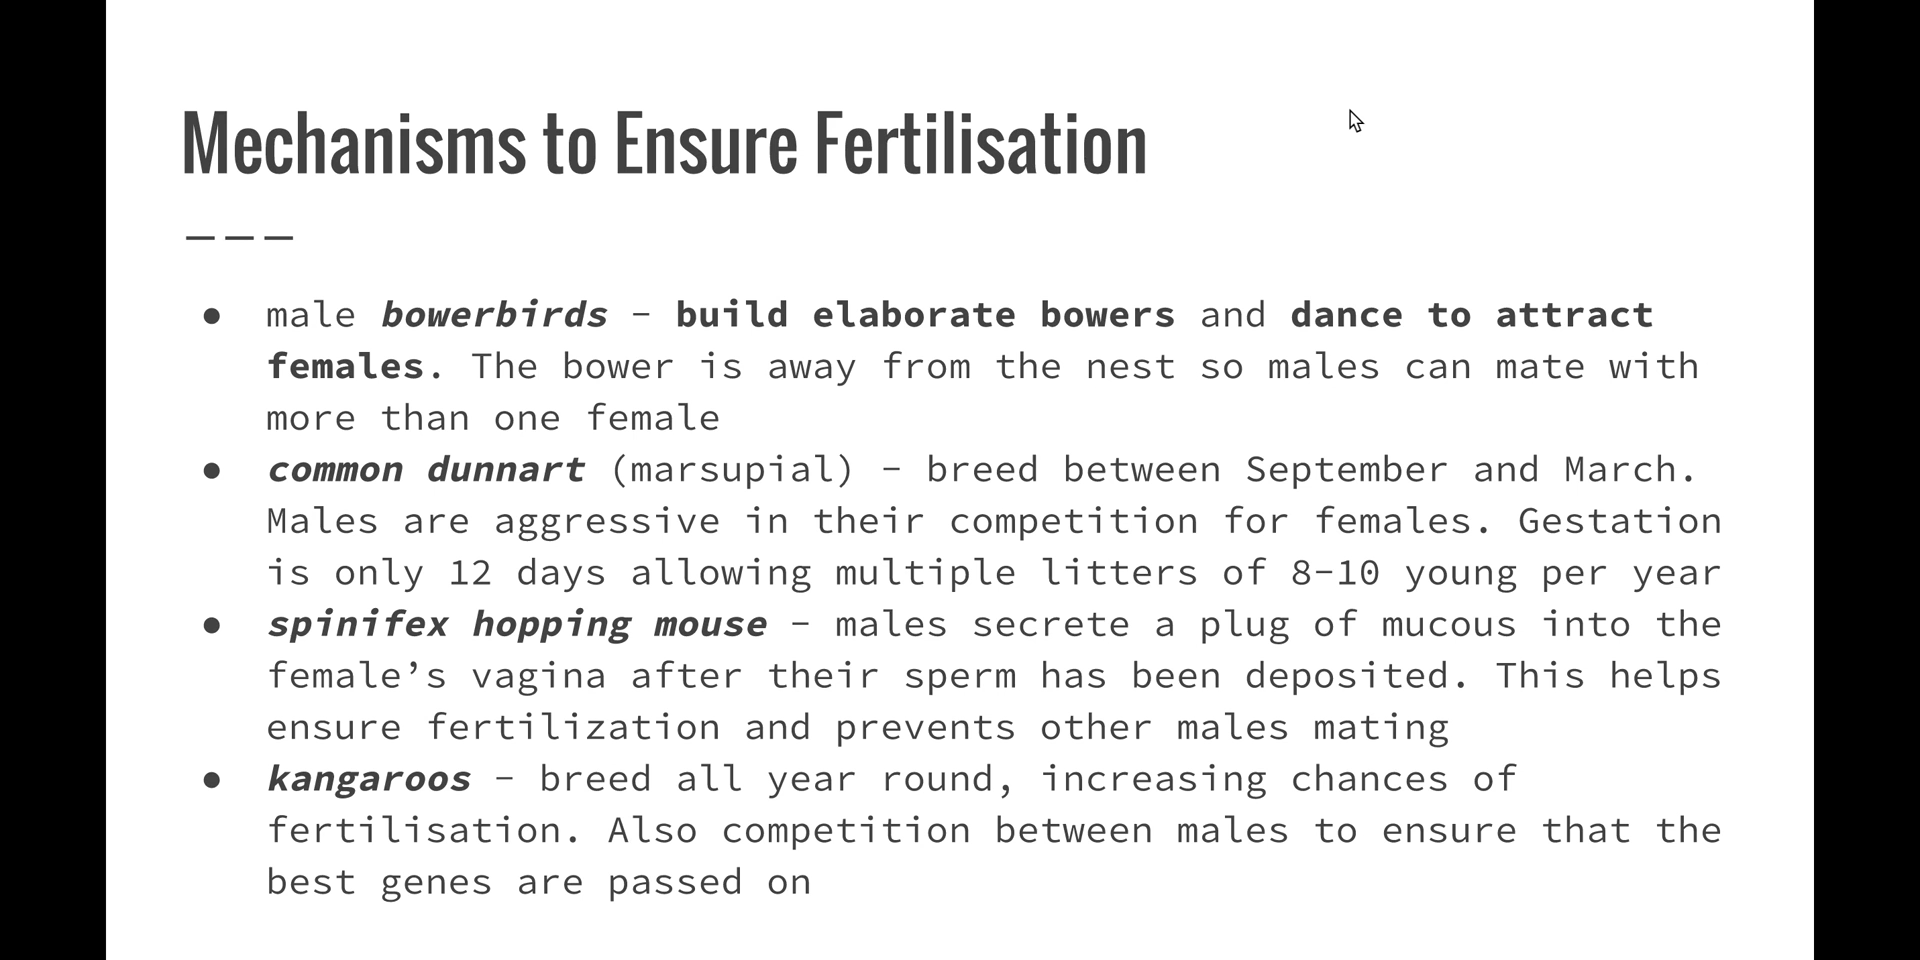 Mechanisms to Ensure Fertilisation
———
● male bowerbirds – build elaborate bowers and dance to attract
females. The bower is away from the nest so males can mate with
more than one female
● common dunnart (marsupial) – breed between September and March.
Males are aggressive in their competition for females. Gestation
is only 12 days allowing multiple litters of 8–10 young per year
● spinifex hopping mouse – males secrete a plug of mucous into the
female’s vagina after their sperm has been deposited. This helps
ensure fertilization and prevents other males mating
● kangaroos – breed all year round, increasing chances of
fertilisation. Also competition between males to ensure that the
best genes are passed on